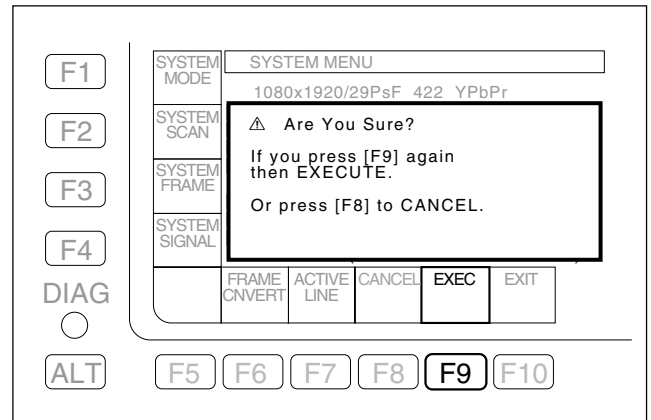 F1
F2
F3
F4
DIAG
ALT
SYSTEM
MODE
SYSTEM
SCAN
SYSTEM
FRAME
SYSTEM
SIGNAL
SYSTEM MENU
1080x1920/29PsF 422 YPbPr
⚠ Are You Sure?
If you press [F9] again
then EXECUTE.
Or press [F8] to CANCEL.
FRAME
CNVERT
ACTIVE
LINE
CANCEL
EXEC
EXIT
F5 F6 F7 F8 F9 F10